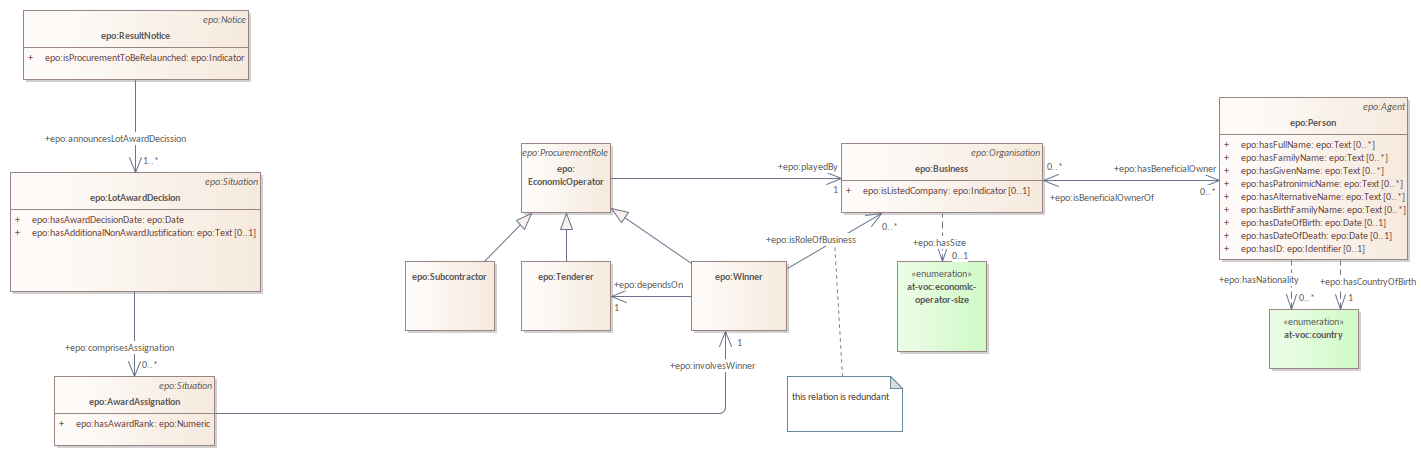 epo:Notice
epo:ResultNotice
+ epo:isProcurementToBeRelaunched: epo:Indicator
+epo:announcesLotAwardDecission
1..*
epo:Situation
epo:LotAwardDecision
+ epo:hasAwardDecisionDate: epo:Date
+ epo:hasAdditionalNonAwardJustification: epo:Text [0..1]
+epo:comprisesAssignation
0..*
epo:Situation
epo:AwardAssignation
+ epo:hasAwardRank: epo:Numeric
epo:ProcurementRole
epo:
EconomicOperator
+epo:playedBy
1
epo:Organisation
epo:Business
+ epo:isListedCompany: epo:Indicator [0..1]
0..*
+epo:hasBeneficialOwner
+epo:isBeneficialOwnerOf
0..*
epo:Agent
epo:Person
+ epo:hasFullName: epo:Text [0..*]
+ epo:hasFamilyName: epo:Text [0..*]
+ epo:hasGivenName: epo:Text [0..*]
+ epo:hasPatronimicName: epo:Text [0..*]
+ epo:hasAlternativeName: epo:Text [0..*]
+ epo:hasBirthFamilyName: epo:Text [0..*]
+ epo:hasDateOfBirth: epo:Date [0..1]
+ epo:hasDateOfDeath: epo:Date [0..1]
+ epo:hasID: epo:Identifier [0..1]
epo:Subcontractor
epo:Tenderer
+epo:dependsOn
1
epo:Winner
+epo:isRoleOfBusiness
0..*
+epo:hasSize
0..1
«enumeration»
at-voc:economic-
operator-size
+epo:hasNationality
0..*
+epo:hasCountryOfBirth
1
«enumeration»
at-voc:country
1
+epo:involvesWinner
this relation is redundant